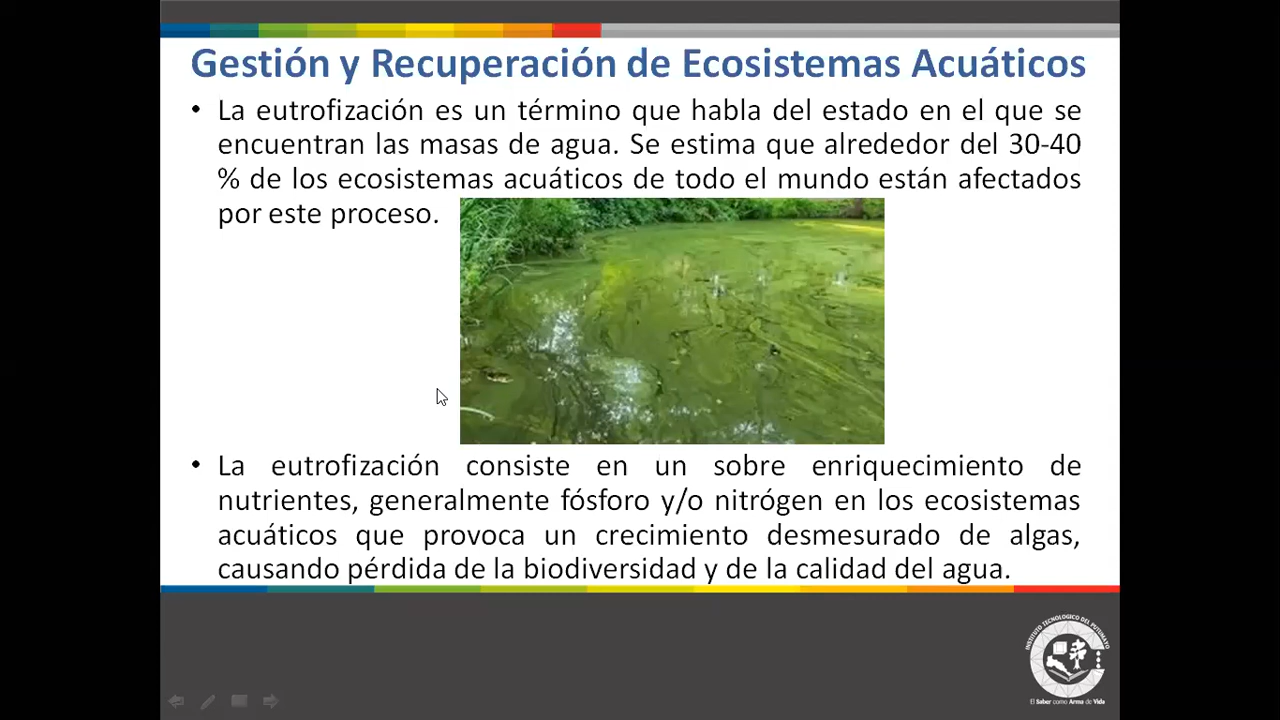 Gestión y Recuperación de Ecosistemas Acuáticos
• La eutrofización es un término que habla del estado en el que se
encuentran las masas de agua. Se estima que alrededor del 30-40
% de los ecosistemas acuáticos de todo el mundo están afectados
por este proceso.
• La eutrofización consiste en un sobre enriquecimiento de
nutrientes, generalmente fósforo y/o nitrógen en los ecosistemas
acuáticos que provoca un crecimiento desmesurado de algas,
causando pérdida de la biodiversidad y de la calidad del agua.
INSTITUTO TECNOLOGICO DEL PUTUMAYO
El Saber como Arma de Vida